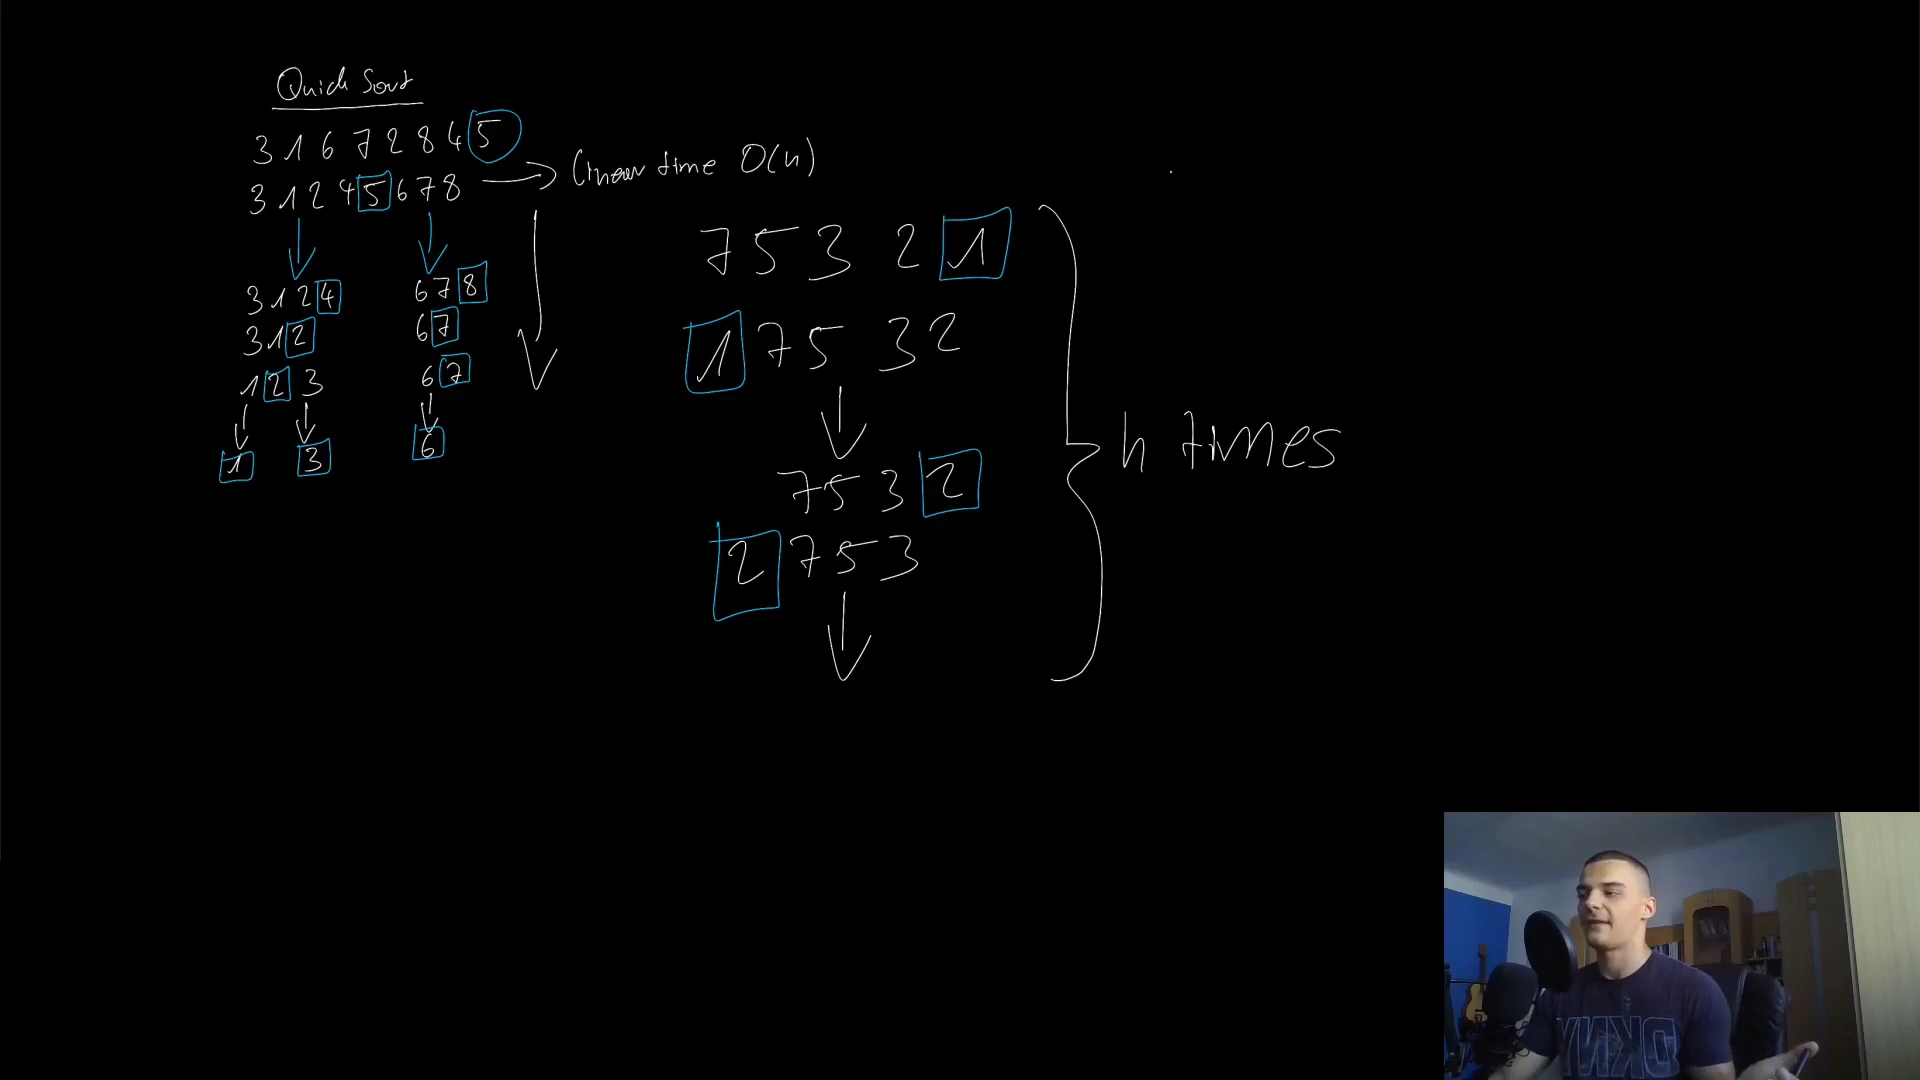 Quick Sort
3 1 6 7 2 8 4 5
3 1 2 4 5 6 7 8
Linear time O(n)
3 1 2 4
6 7 8
3 1 2
6 7
1 2 3
6 7
1
3
6
7 5 3 2 1
1 7 5 3 2
7 5 3 2
2 7 5 3
n times
DKNY